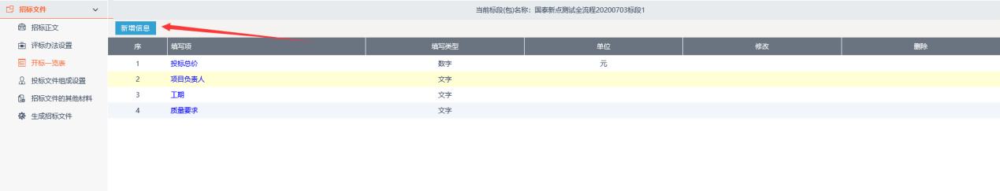 招标文件
当前标段(包)名称：国泰新点测试全流程20200703标段1
招标正文
评标办法设置
开标一览表
投标文件组成设置
招标文件的其他材料
生成招标文件
新增信息
序 填写项 填写类型 单位 修改 删除
1 投标总价 数字 元
2 项目负责人 文字
3 工期 文字
4 质量要求 文字